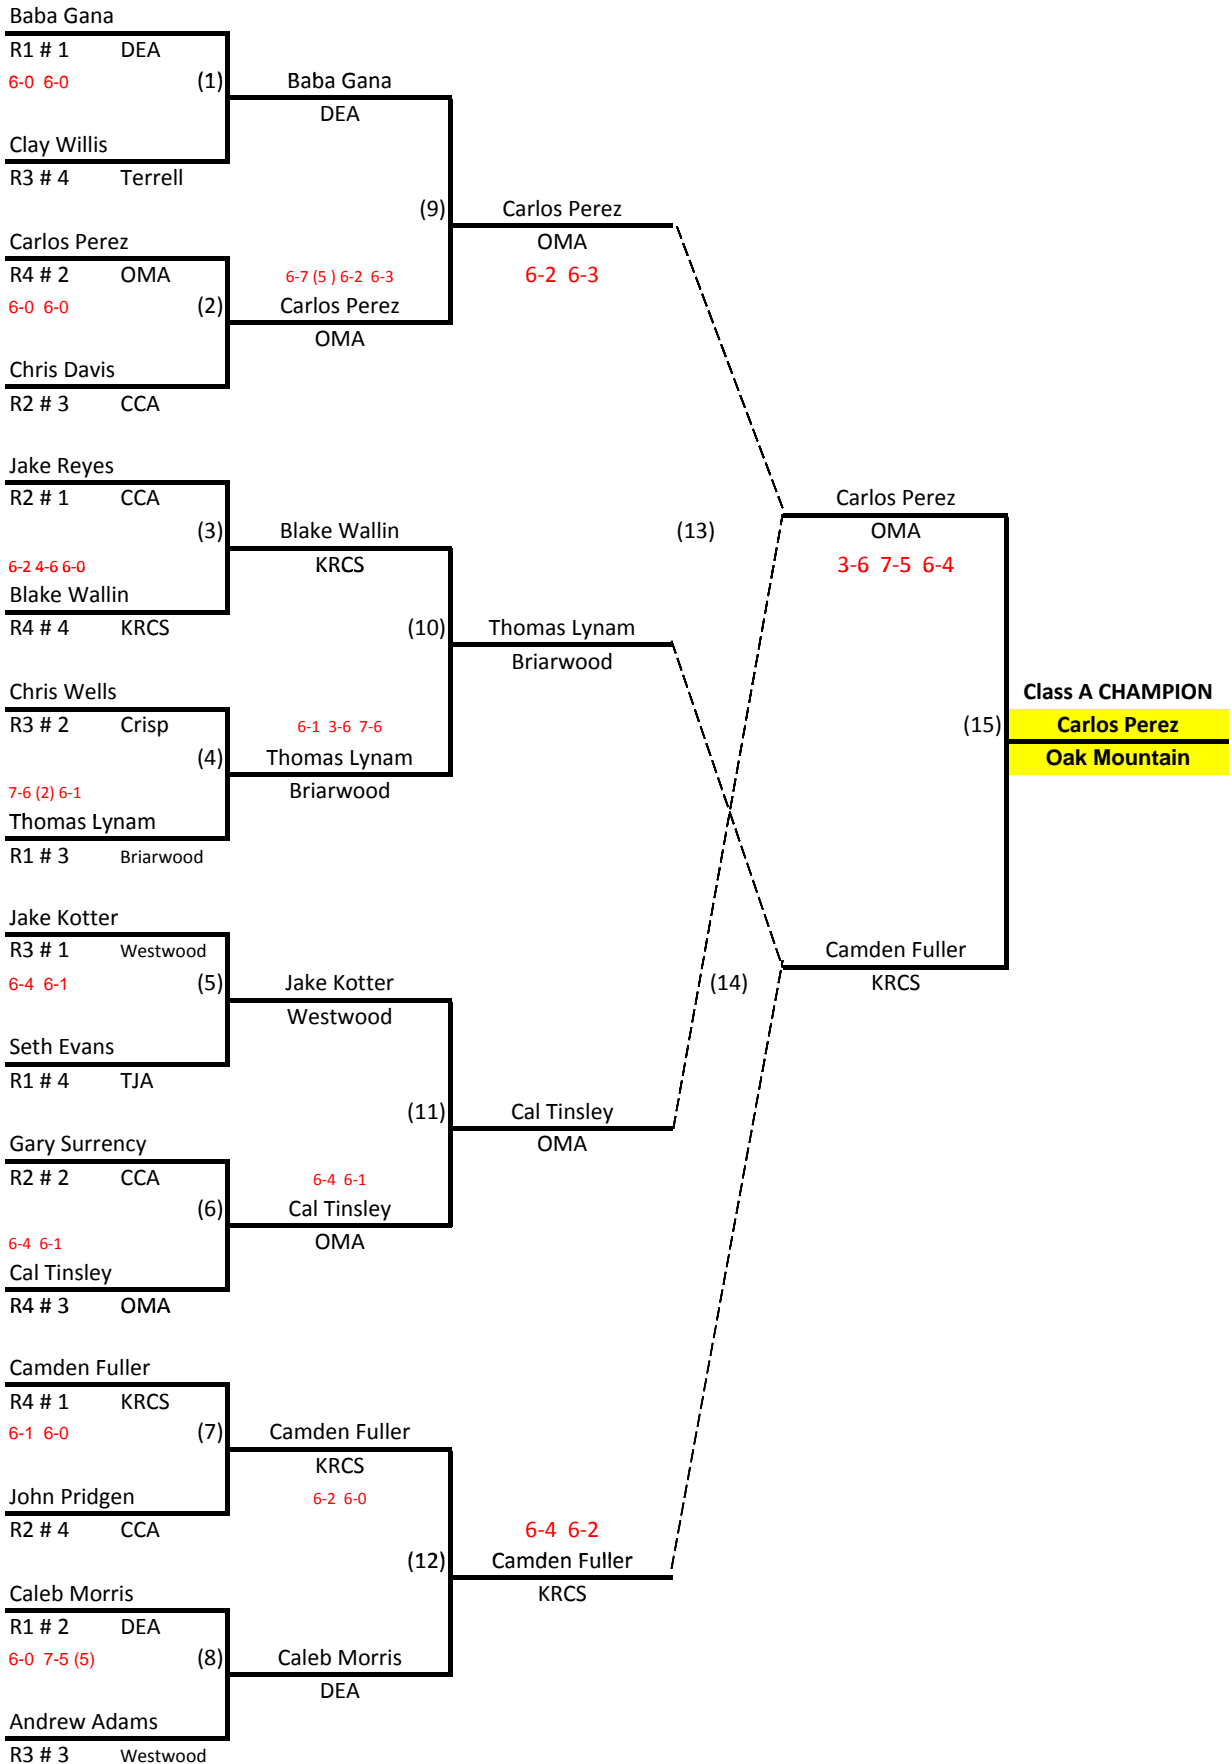 Baba Gana
R1 # 1 DEA
6-0 6-0 (1) Baba Gana
DEA
Clay Willis
R3 # 4 Terrell
(9) Carlos Perez
OMA
6-2 6-3
Carlos Perez
R4 # 2 OMA
6-0 6-0 (2)
6-7 (5 ) 6-2 6-3
Carlos Perez
OMA
Chris Davis
R2 # 3 CCA
Jake Reyes
R2 # 1 CCA
(3) Blake Wallin
KRCS
6-2 4-6 6-0
Blake Wallin
R4 # 4 KRCS
(10) Thomas Lynam
Briarwood
Chris Wells
R3 # 2 Crisp
(4)
6-1 3-6 7-6
Thomas Lynam
Briarwood
7-6 (2) 6-1
Thomas Lynam
R1 # 3 Briarwood
(13) Carlos Perez
OMA
3-6 7-5 6-4
Class A CHAMPION
(15) Carlos Perez
Oak Mountain
Jake Kotter
R3 # 1 Westwood
6-4 6-1 (5) Jake Kotter
Westwood
Seth Evans
R1 # 4 TJA
(11) Cal Tinsley
OMA
Gary Surrency
R2 # 2 CCA
(6)
6-4 6-1
Cal Tinsley
OMA
6-4 6-1
Cal Tinsley
R4 # 3 OMA
(14) Camden Fuller
KRCS
Camden Fuller
R4 # 1 KRCS
6-1 6-0 (7) Camden Fuller
KRCS
6-2 6-0
John Pridgen
R2 # 4 CCA
6-4 6-2
(12) Camden Fuller
KRCS
Caleb Morris
R1 # 2 DEA
6-0 7-5 (5) (8) Caleb Morris
DEA
Andrew Adams
R3 # 3 Westwood